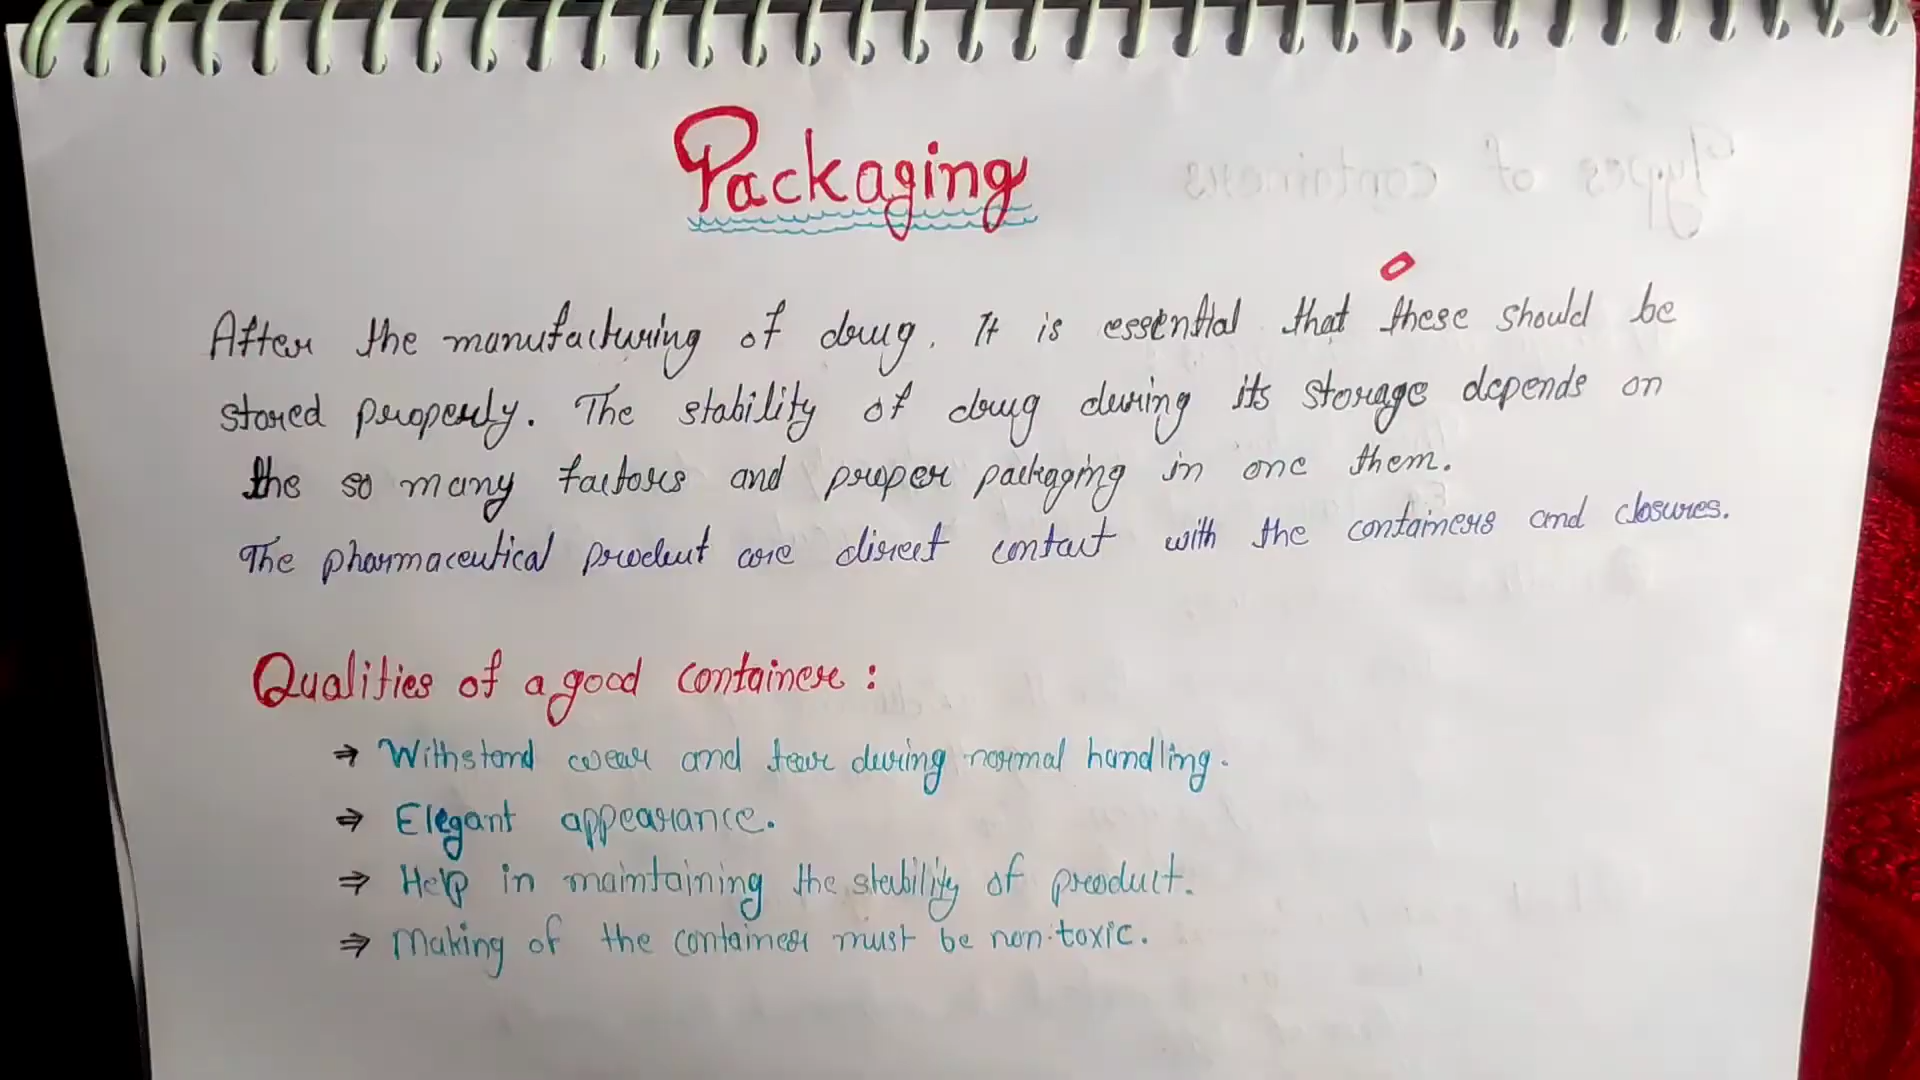 Packaging
After the manufacturing of drug. It is essential that these should be
stored properly. The stability of drug during its storage depends on
the so many factors and proper packaging in one them.
The pharmaceutical product are direct contact with the containers and closures.
Qualities of a good container :
⇒ Withstand wear and tear during normal handling.
⇒ Elegant appearance.
⇒ Help in maintaining the stability of product.
⇒ Making of the container must be non-toxic.
Types of containers